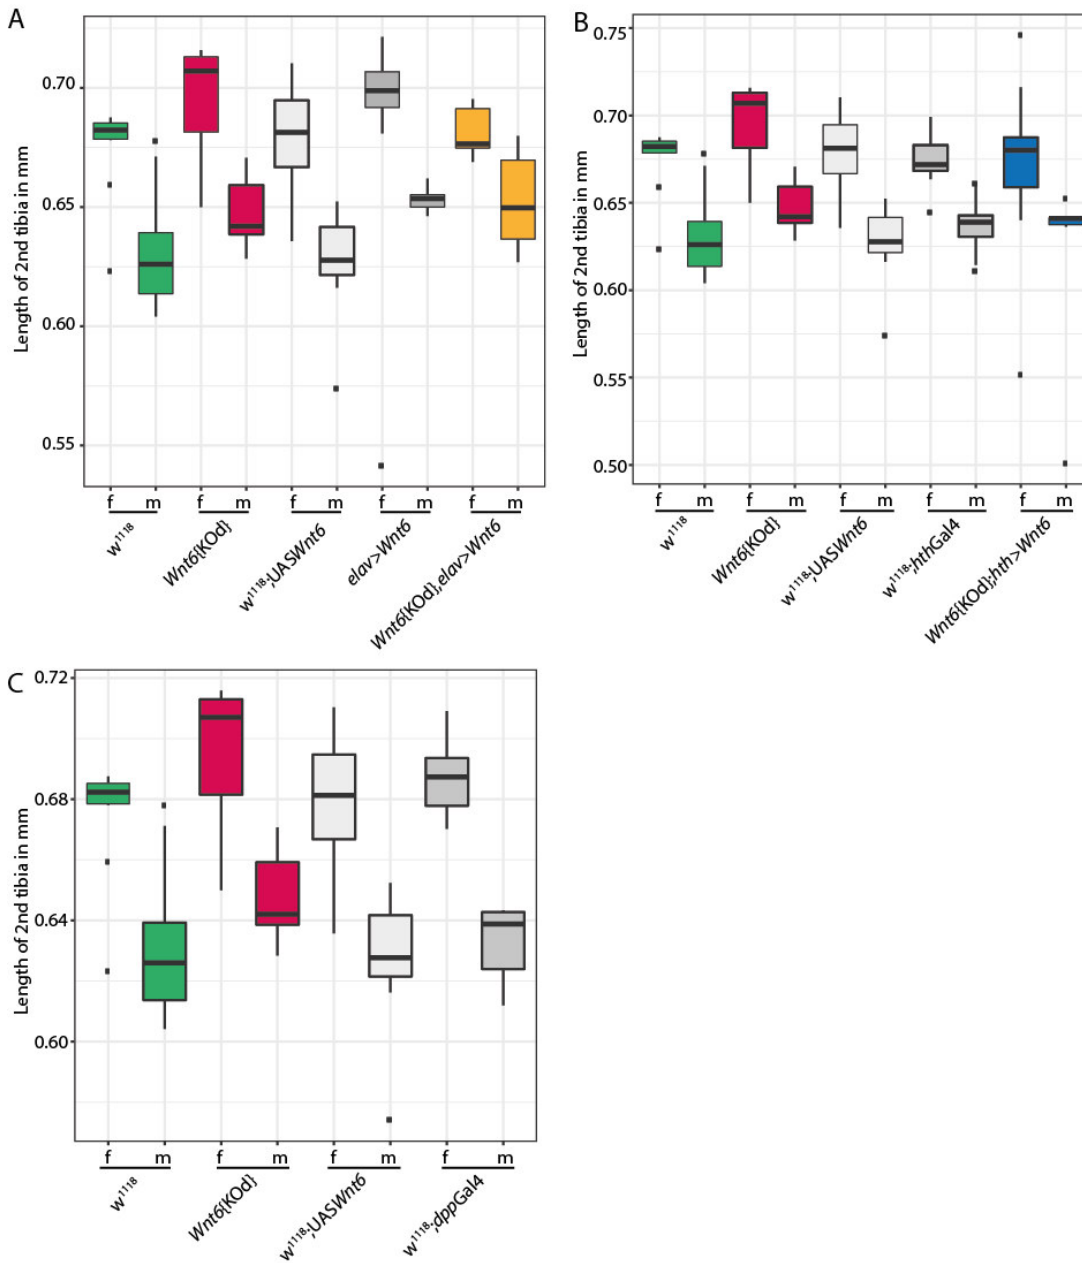 A
Length of 2nd tibia in mm
0.70
0.65
0.60
0.55
f m f m f m f m f m
w¹¹¹⁸
Wnt6{KOd}
w¹¹¹⁸;UASWnt6
elav>Wnt6
Wnt6{KOd},elav>Wnt6
B
Length of 2nd tibia in mm
0.75
0.70
0.65
0.60
0.55
0.50
f m f m f m f m f m
w¹¹¹⁸
Wnt6{KOd}
w¹¹¹⁸;UASWnt6
w¹¹¹⁸;hthGal4
Wnt6{KOd};hth>Wnt6
C
Length of 2nd tibia in mm
0.72
0.68
0.64
0.60
f m f m f m f m
w¹¹¹⁸
Wnt6{KOd}
w¹¹¹⁸;UASWnt6
w¹¹¹⁸;dppGal4